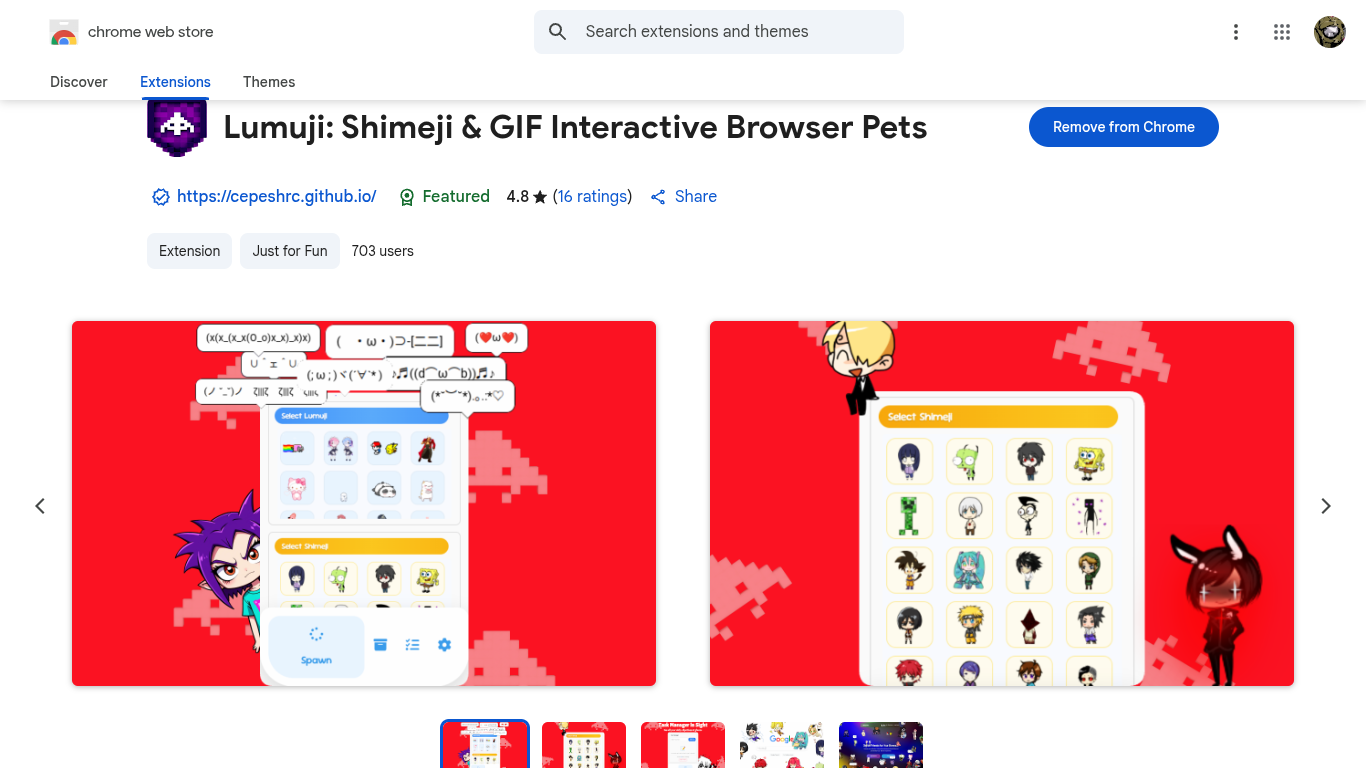 chrome web store
Search extensions and themes
Discover
Extensions
Themes
Lumuji: Shimeji & GIF Interactive Browser Pets
Remove from Chrome
https://cepeshrc.github.io/
Featured
4.8 ★ (16 ratings)
Share
Extension
Just for Fun
703 users
(x(x_(x_x(O_o)x_x)_x)x)
(　・ω・)⊃-[二二]
(❤ω❤)
∪´ェ`∪
(;ω;)ヾ(´∀`*)
♪♬((d⌒ω⌒b))♬♪
(*˘︶˘*).｡.:*♡
Select Lumuji
Select Shimeji
Spawn
Select Shimeji
Google